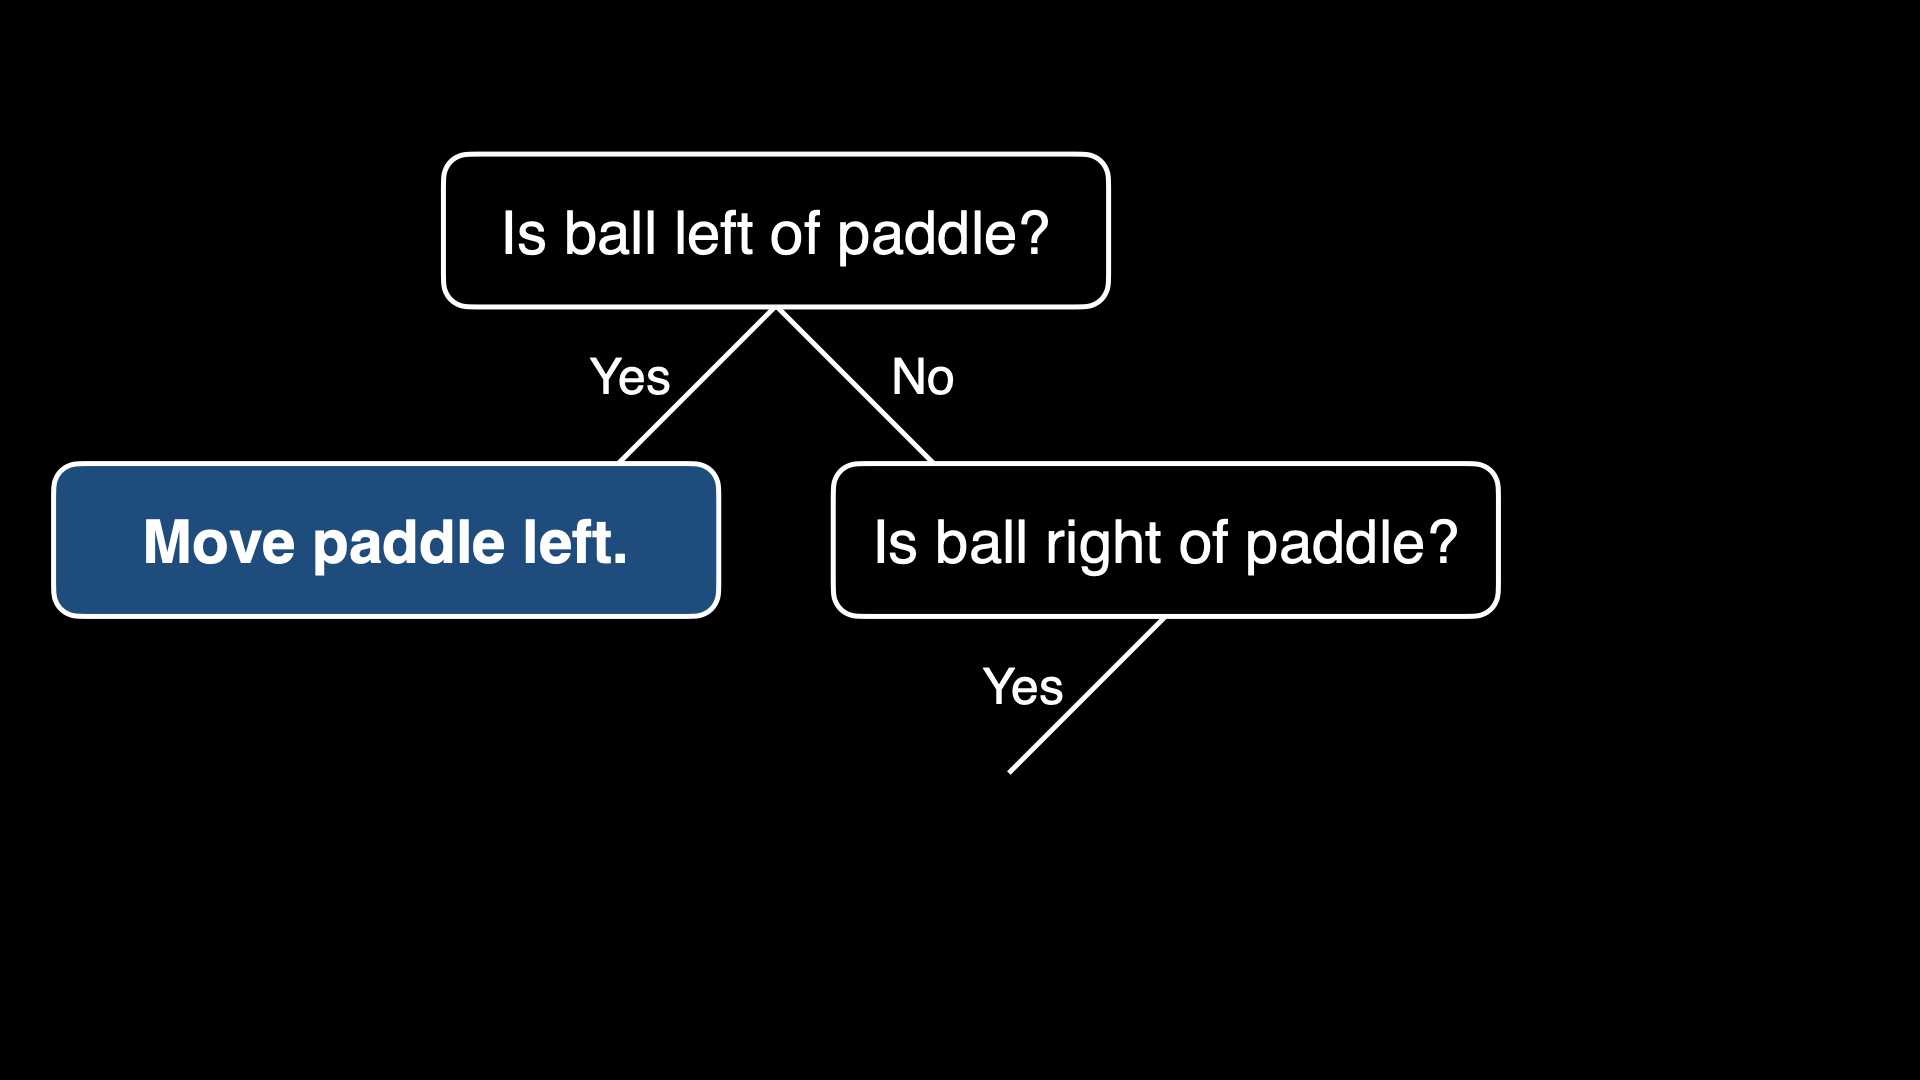 Is ball left of paddle?
Yes
No
Move paddle left.
Is ball right of paddle?
Yes